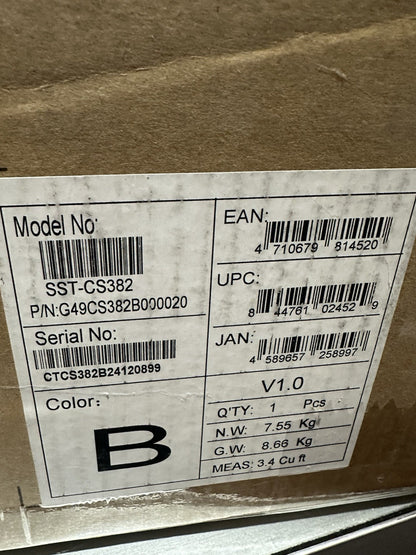 Model No:
SST-CS382
P/N:G49CS382B000020
Serial No:
CTCS382B24120899
Color:
B
EAN:
4 710679 814520
UPC:
8 44761 02452 9
JAN:
4 589657 258997
V1.0
Q'TY: 1 Pcs
N.W: 7.55 Kg
G.W: 8.66 Kg
MEAS: 3.4 Cu ft